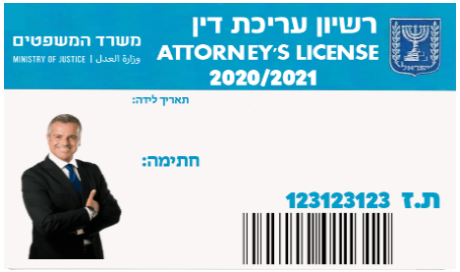 רשיון עריכת דין
משרד המשפטים
ATTORNEY'S LICENSE
MINISTRY OF JUSTICE | وزارة العدل
2020/2021
תאריך לידה:
חתימה:
ת.ז 123123123